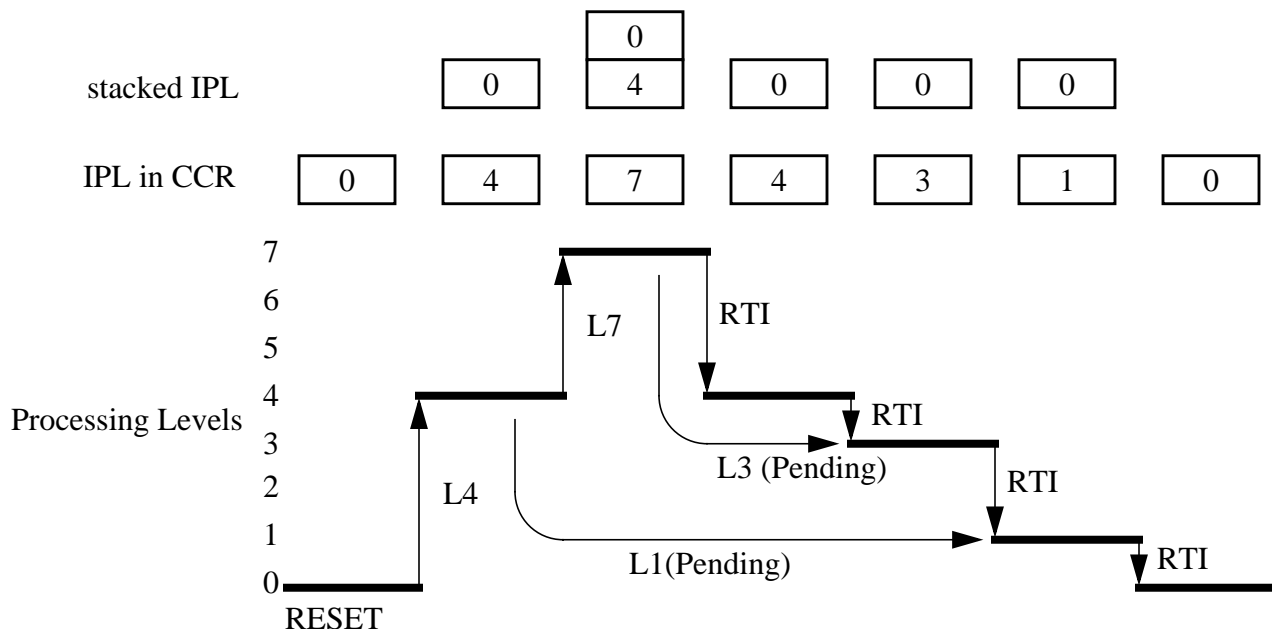 0
stacked IPL 0 4 0 0 0
IPL in CCR 0 4 7 4 3 1 0
7
6
RTI
L7
5
4
Processing Levels
RTI
3
L3 (Pending)
2
L4
RTI
1
L1(Pending)
RTI
0
RESET